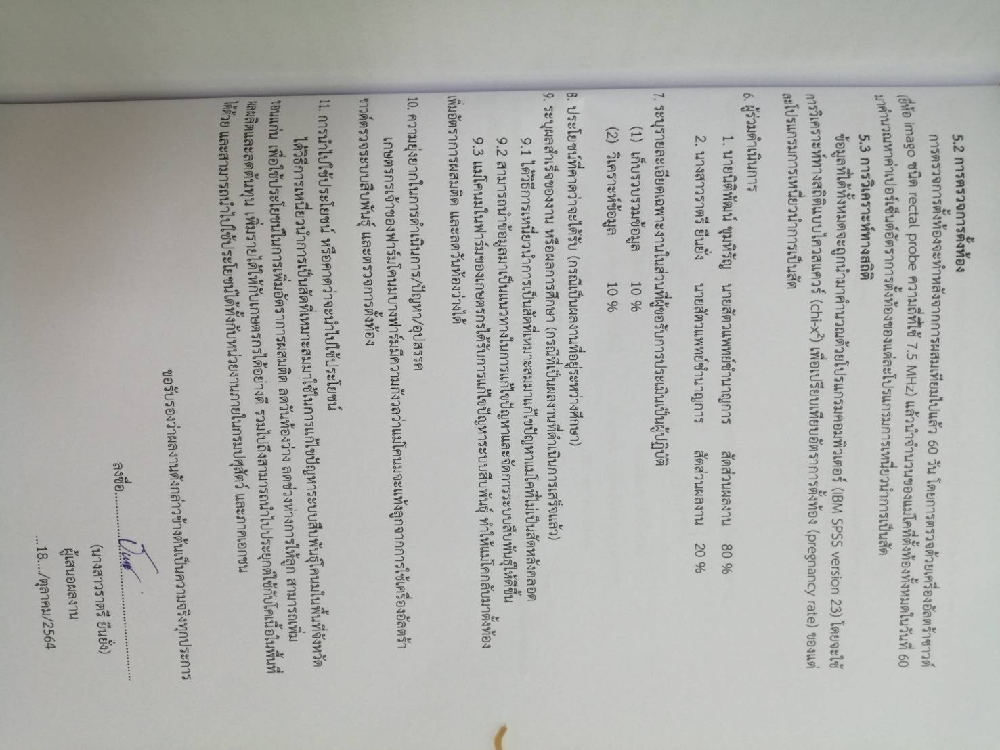 5.2 การตรวจการตั้งท้อง
การตรวจการตั้งท้องจะทำหลังจากการผสมเทียมไปแล้ว 60 วัน โดยการตรวจด้วยเครื่องอัลตร้าซาวด์
(ยี่ห้อ imago ชนิด rectal probe ความถี่ที่ใช้ 7.5 MHz) แล้วนำจำนวนของแม่โคที่ตั้งท้องทั้งหมดในวันที่ 60
มาคำนวณหาค่าเปอร์เซ็นต์อัตราการตั้งท้องของแต่ละโปรแกรมการเหนี่ยวนำการเป็นสัด
5.3 การวิเคราะห์ทางสถิติ
ข้อมูลที่ได้ทั้งหมดจะถูกนำมาคำนวณด้วยโปรแกรมคอมพิวเตอร์ (IBM SPSS version 23) โดยจะใช้
การวิเคราะห์ทางสถิติแบบไควสแควร์ (chi-x²) เพื่อเปรียบเทียบอัตราการตั้งท้อง (pregnancy rate) ของแต่
ละโปรแกรมการเหนี่ยวนำการเป็นสัด
6. ผู้ร่วมดำเนินการ
1. นายนิติพัฒน์ ขุมหิรัญ นายสัตวแพทย์ชำนาญการ สัดส่วนผลงาน 80 %
2. นางสาวราตรี ยืนยั่ง นายสัตวแพทย์ชำนาญการ สัดส่วนผลงาน 20 %
7. ระบุรายละเอียดเฉพาะงานในส่วนที่ผู้ขอรับการประเมินเป็นผู้ปฏิบัติ
(1) เก็บรวบรวมข้อมูล 10 %
(2) วิเคราะห์ข้อมูล 10 %
8. ประโยชน์ที่คาดว่าจะได้รับ (กรณีเป็นผลงานที่อยู่ระหว่างศึกษา)
9. ระบุผลสำเร็จของงาน หรือผลการศึกษา (กรณีที่เป็นผลงานที่ดำเนินการเสร็จแล้ว)
9.1 ได้วิธีการเหนี่ยวนำการเป็นสัดที่เหมาะสมมาแก้ไขปัญหาแม่โคที่ไม่เป็นสัดหลังคลอด
9.2 สามารถนำข้อมูลมาเป็นแนวทางในการแก้ไขปัญหาและจัดการระบบสืบพันธุ์ให้ดีขึ้น
9.3 แม่โคนมในฟาร์มของเกษตรกรได้รับการแก้ไขปัญหาระบบสืบพันธุ์ ทำให้แม่โคกลับมาตั้งท้อง
เพิ่มอัตราการผสมติด และลดวันท้องว่างได้
10. ความยุ่งยากในการดำเนินการ/ปัญหา/อุปสรรค
เกษตรกรเจ้าของฟาร์มโคนมบางฟาร์มมีความกังวลว่าแม่โคนมจะแท้งลูกจากการใช้เครื่องอัลตร้า
ซาวด์ตรวจระบบสืบพันธุ์ และตรวจการตั้งท้อง
11. การนำไปใช้ประโยชน์ หรือคาดว่าจะนำไปใช้ประโยชน์
ได้วิธีการเหนี่ยวนำการเป็นสัดที่เหมาะสมมาใช้ในการแก้ไขปัญหาระบบสืบพันธุ์โคนมในพื้นที่จังหวัด
ขอนแก่น เพื่อใช้ประโยชน์ในการเพิ่มอัตราการผสมติด ลดวันท้องว่าง ลดช่วงห่างการให้ลูก สามารถเพิ่ม
ผลผลิตและลดต้นทุน เพิ่มรายได้ให้กับเกษตรกรได้อย่างดี รวมไปถึงสามารถนำไปประยุกต์ใช้กับโคเนื้อในพื้นที่
ได้ด้วย และสามารถนำไปใช้ประโยชน์ได้ทั้งกับหน่วยงานภายในกรมปศุสัตว์ และภาคเอกชน
ขอรับรองว่าผลงานดังกล่าวข้างต้นเป็นความจริงทุกประการ
ลงชื่อ..............................................
(นางสาวราตรี ยืนยั่ง)
ผู้เสนอผลงาน
...18..../ตุลาคม/2564